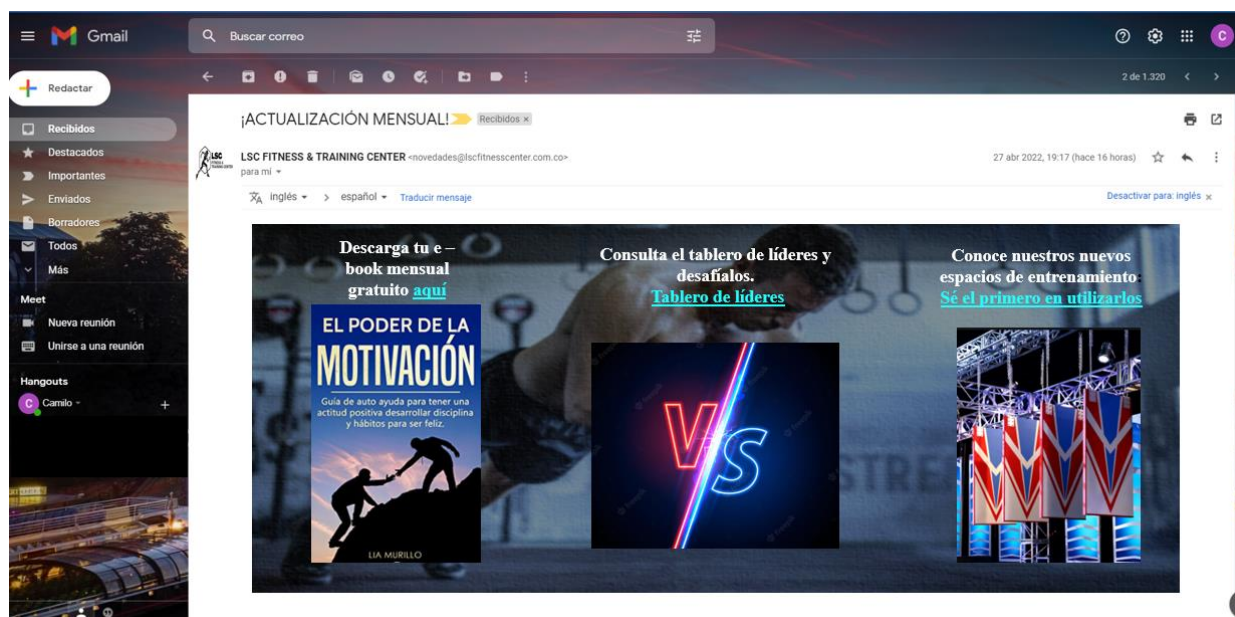 Gmail
Buscar correo
C
Redactar
2 de 1.320
Recibidos
Destacados
Importantes
Enviados
Borradores
Todos
Más
Meet
Nueva reunión
Unirse a una reunión
Hangouts
C Camilo
¡ACTUALIZACIÓN MENSUAL! Recibidos ×
LSC
LSC FITNESS & TRAINING CENTER <novedades@lscfitnesscenter.com.co>
27 abr 2022, 19:17 (hace 16 horas)
para mí
inglés > español Traducir mensaje
Desactivar para: inglés ×
Descarga tu e –
book mensual
gratuito aquí
EL PODER DE LA
MOTIVACIÓN
Guía de auto ayuda para tener una
actitud positiva desarrollar disciplina
y hábitos para ser feliz.
LIA MURILLO
Consulta el tablero de líderes y
desafíalos.
Tablero de líderes
VS
Conoce nuestros nuevos
espacios de entrenamiento
Sé el primero en utilizarlos